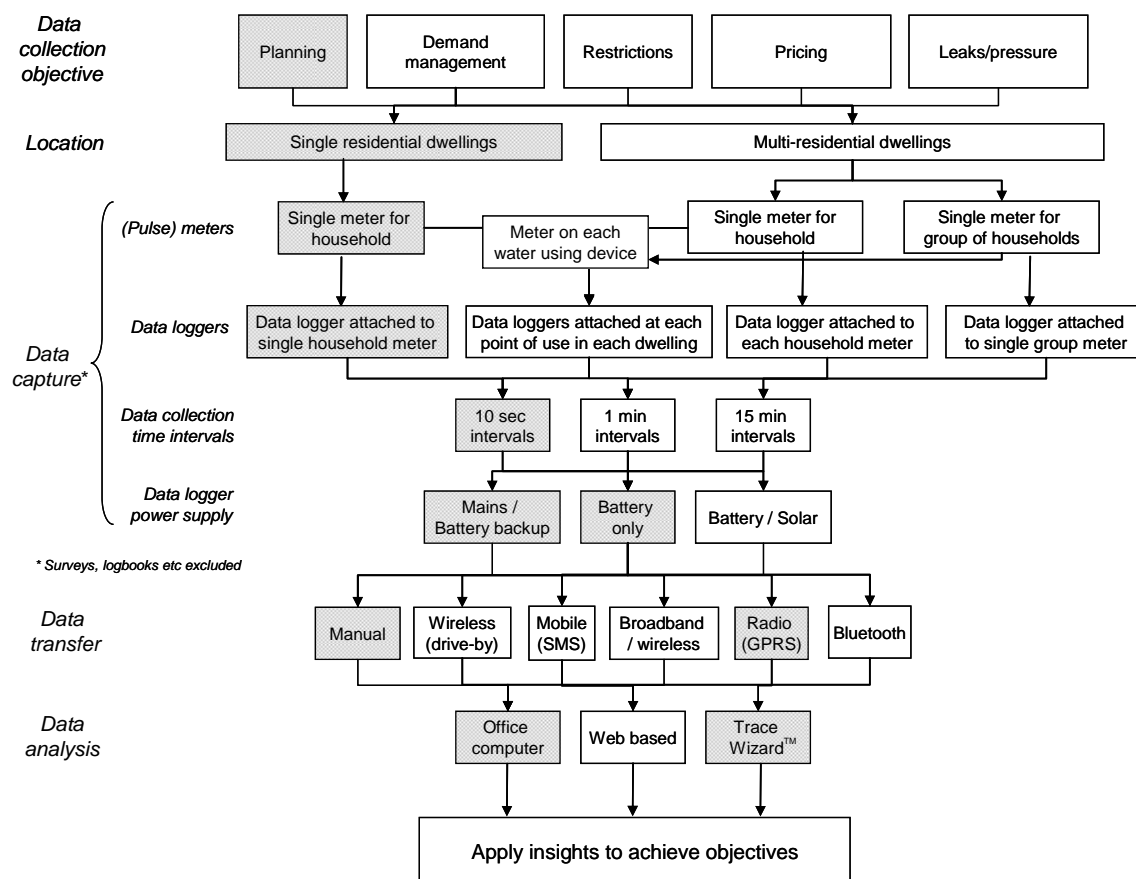 Data
collection
objective
Planning
Demand
management
Restrictions
Pricing
Leaks/pressure
Location
Single residential dwellings
Multi-residential dwellings
(Pulse) meters
Single meter for
household
Meter on each
water using device
Single meter for
household
Single meter for
group of households
Data loggers
Data logger attached to
single household meter
Data loggers attached at each
point of use in each dwelling
Data logger attached to
each household meter
Data logger attached
to single group meter
Data
capture*
Data collection
time intervals
10 sec
intervals
1 min
intervals
15 min
intervals
Data logger
power supply
Mains /
Battery backup
Battery
only
Battery / Solar
* Surveys, logbooks etc excluded
Data
transfer
Manual
Wireless
(drive-by)
Mobile
(SMS)
Broadband
/ wireless
Radio
(GPRS)
Bluetooth
Data
analysis
Office
computer
Web based
Trace
Wizard™
Apply insights to achieve objectives